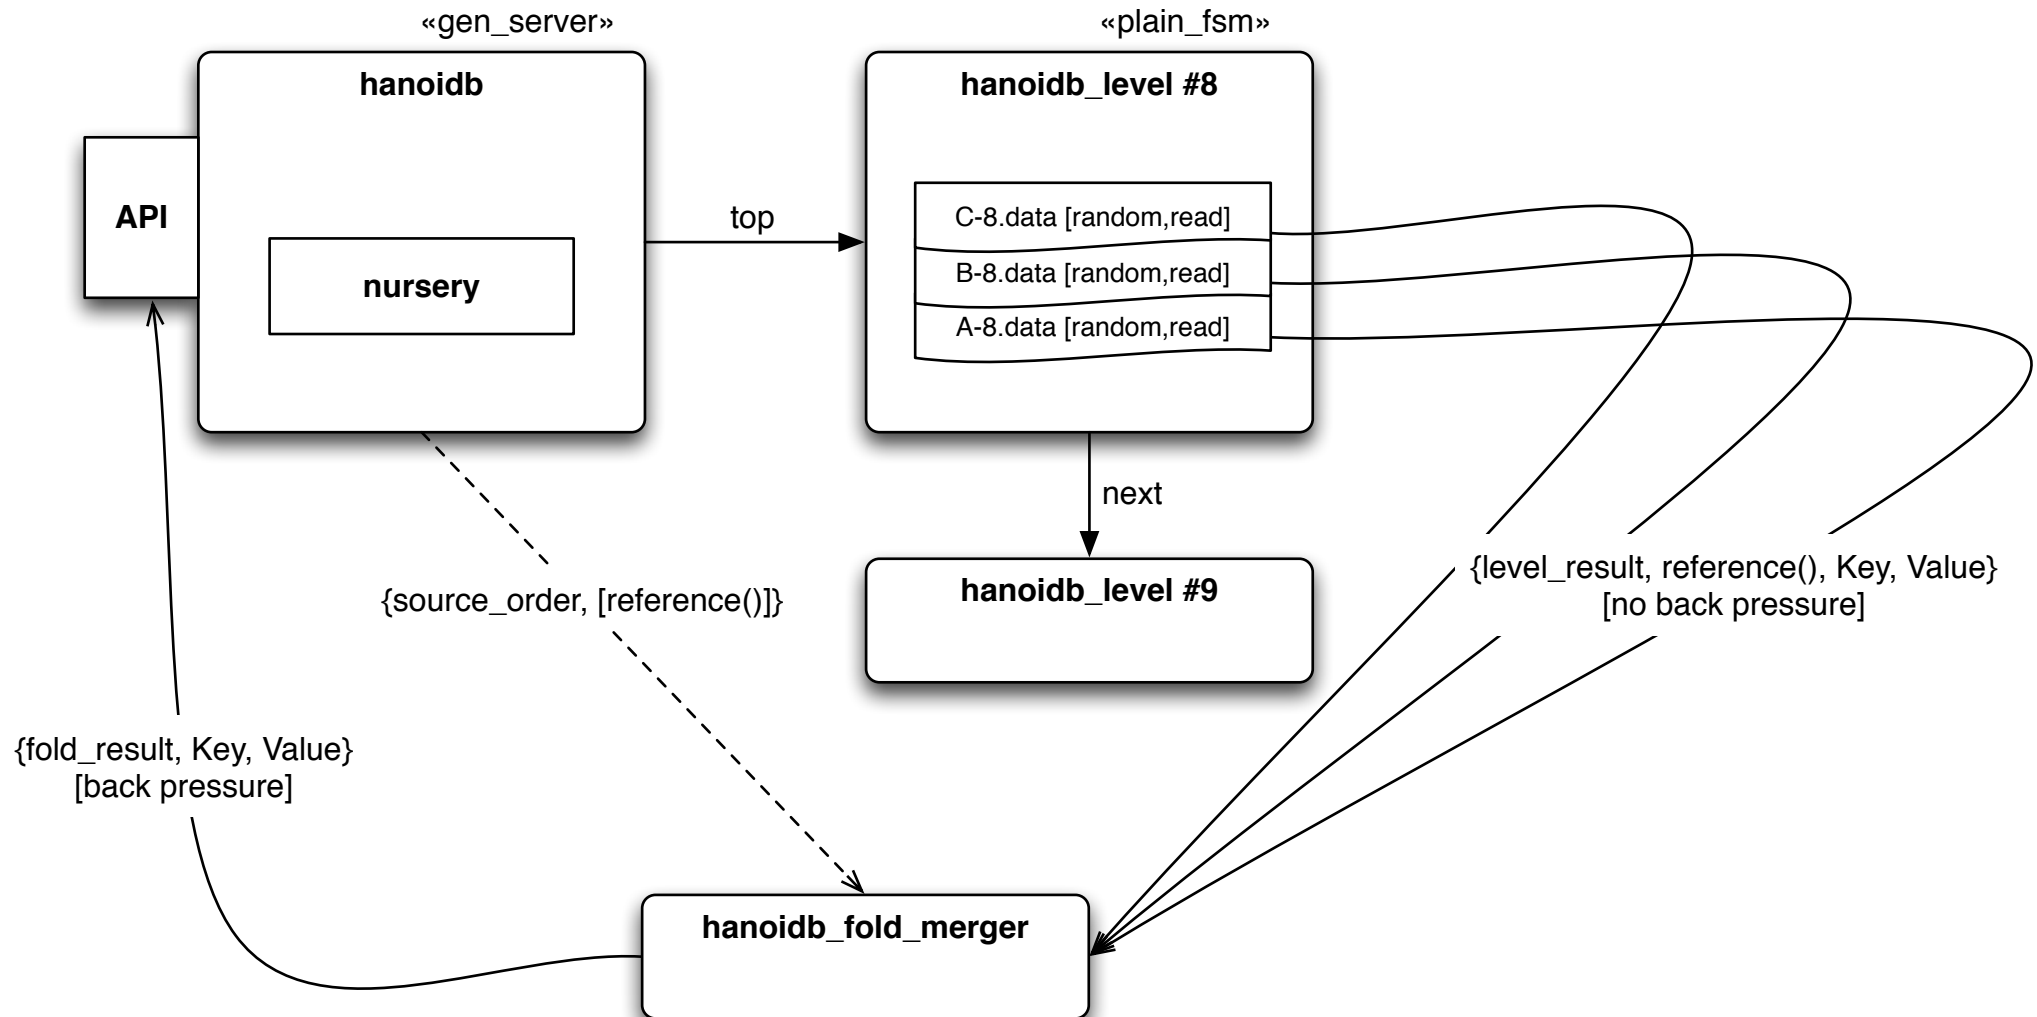 «gen_server»
«plain_fsm»
hanoidb
hanoidb_level #8
API
nursery
top
C-8.data [random,read]
B-8.data [random,read]
A-8.data [random,read]
next
{source_order, [reference()]}
hanoidb_level #9
{level_result, reference(), Key, Value}
[no back pressure]
{fold_result, Key, Value}
[back pressure]
hanoidb_fold_merger